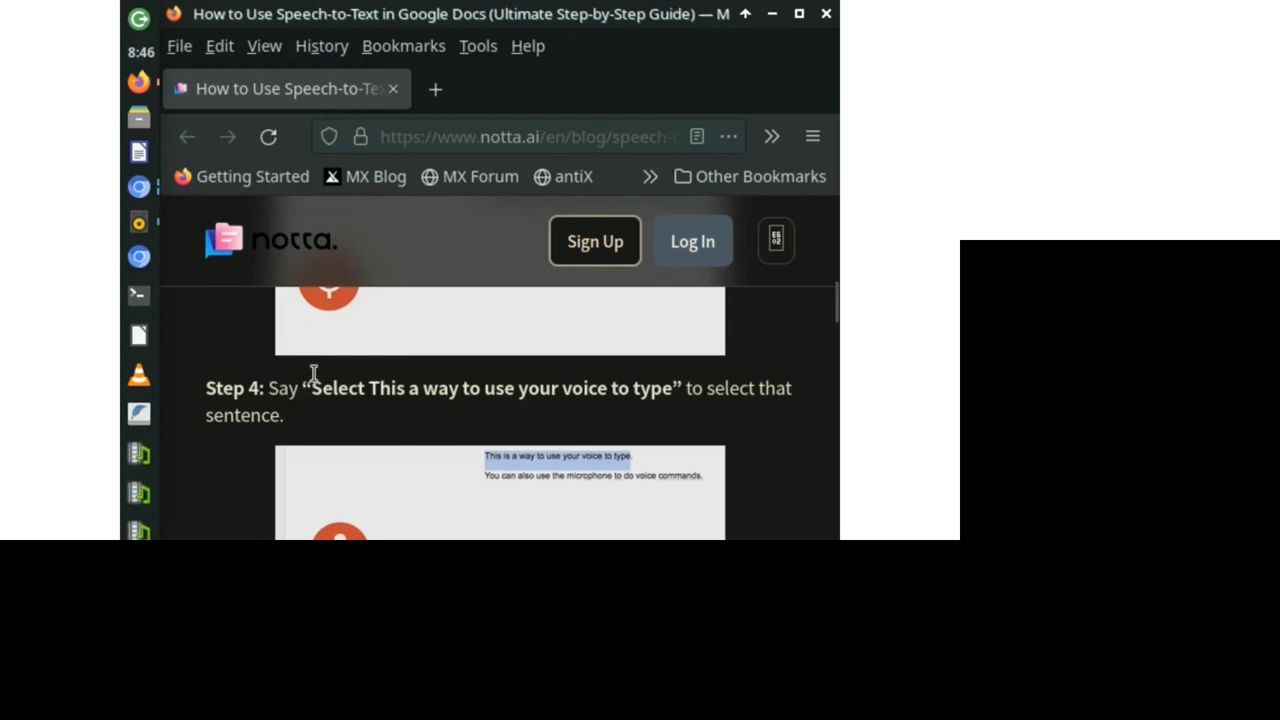 How to Use Speech-to-Text in Google Docs (Ultimate Step-by-Step Guide) — M
8:46
File Edit View History Bookmarks Tools Help
How to Use Speech-to-Te
https://www.notta.ai/en/blog/speech-t
Getting Started MX Blog MX Forum antiX Other Bookmarks
notta. Sign Up Log In
Step 4: Say “Select This a way to use your voice to type” to select that
sentence.
This is a way to use your voice to type.
You can also use the microphone to do voice commands.